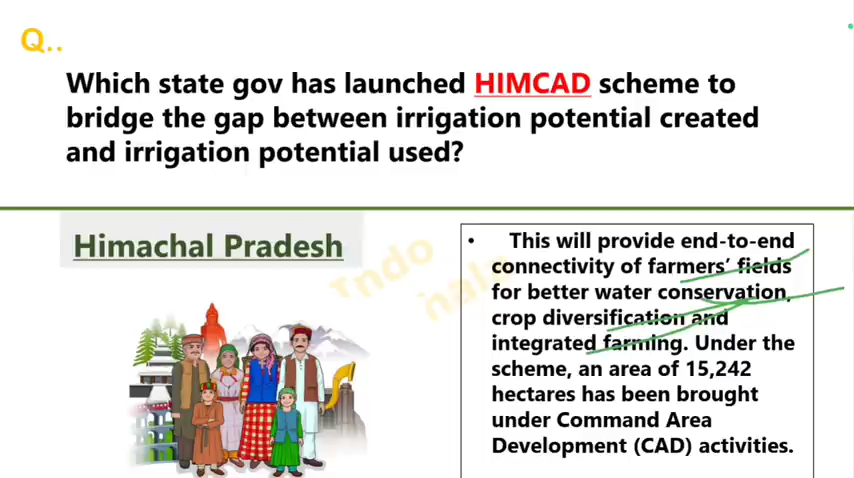 Q..
Which state gov has launched HIMCAD scheme to
bridge the gap between irrigation potential created
and irrigation potential used?
Himachal Pradesh
• This will provide end-to-end
connectivity of farmers’ fields
for better water conservation,
crop diversification and
integrated farming. Under the
scheme, an area of 15,242
hectares has been brought
under Command Area
Development (CAD) activities.